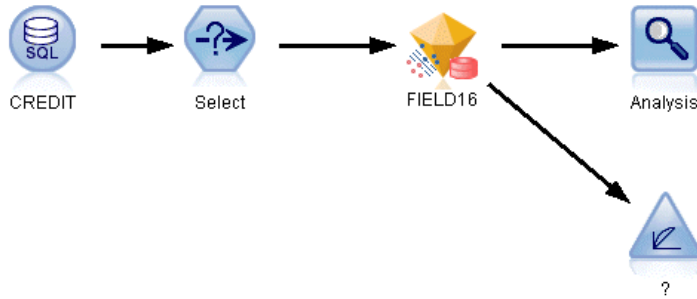 SQL
CREDIT
-?->
Select
FIELD16
Analysis
?